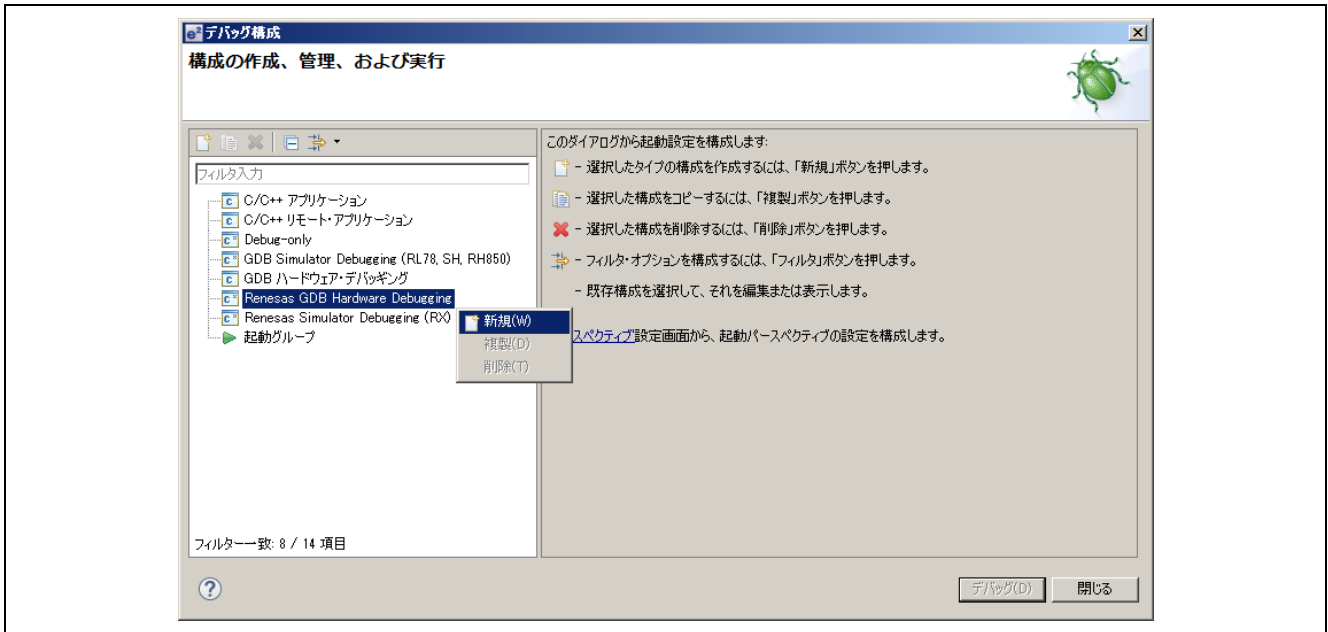 デバッグ構成
構成の作成、管理、および実行
フィルタ入力
C/C++ アプリケーション
C/C++ リモート・アプリケーション
Debug-only
GDB Simulator Debugging (RL78, SH, RH850)
GDB ハードウェア・デバッギング
Renesas GDB Hardware Debugging
Renesas Simulator Debugging (RX)
起動グループ
新規(W)
複製(D)
削除(T)
フィルター一致: 8 / 14 項目
このダイアログから起動設定を構成します:
- 選択したタイプの構成を作成するには、「新規」ボタンを押します。
- 選択した構成をコピーするには、「複製」ボタンを押します。
- 選択した構成を削除するには、「削除」ボタンを押します。
- フィルタ・オプションを構成するには、「フィルタ」ボタンを押します。
- 既存構成を選択して、それを編集または表示します。
スペクティブ設定画面から、起動パースペクティブの設定を構成します。
デバッグ(D)
閉じる